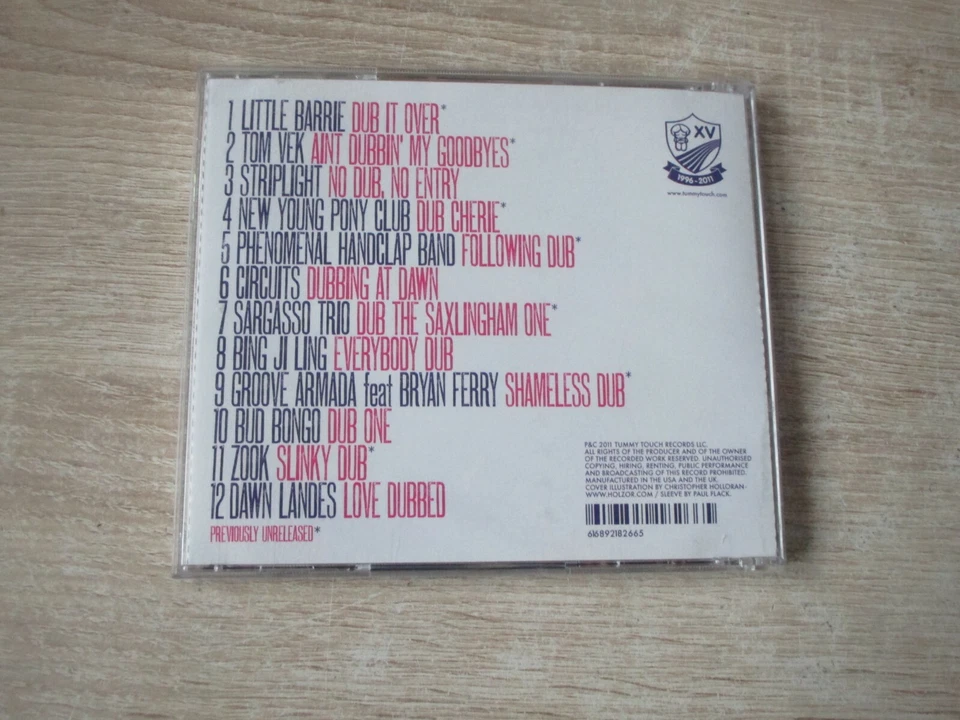 1 LITTLE BARRIE DUB IT OVER*
2 TOM VEK AINT DUBBIN' MY GOODBYES*
3 STRIPLIGHT NO DUB, NO ENTRY
4 NEW YOUNG PONY CLUB DUB CHERIE*
5 PHENOMENAL HANDCLAP BAND FOLLOWING DUB*
6 CIRCUITS DUBBING AT DAWN
7 SARGASSO TRIO DUB THE SAXLINGHAM ONE*
8 BING JI LING EVERYBODY DUB
9 GROOVE ARMADA feat BRYAN FERRY SHAMELESS DUB*
10 BUD BONGO DUB ONE
11 ZOOK SLINKY DUB*
12 DAWN LANDES LOVE DUBBED
PREVIOUSLY UNRELEASED*
XV
1996-2011
www.tummytouch.com
P&C 2011 TUMMY TOUCH RECORDS LLC.
ALL RIGHTS OF THE PRODUCER AND OF THE OWNER
OF THE RECORDED WORK RESERVED. UNAUTHORISED
COPYING, HIRING, RENTING, PUBLIC PERFORMANCE
AND BROADCASTING OF THIS RECORD PROHIBITED.
MANUFACTURED IN THE USA AND THE UK.
COVER ILLUSTRATION BY CHRISTOPHER HOLLORAN-
WWW.HOLZOR.COM / SLEEVE BY PAUL FLACK.
616892182665